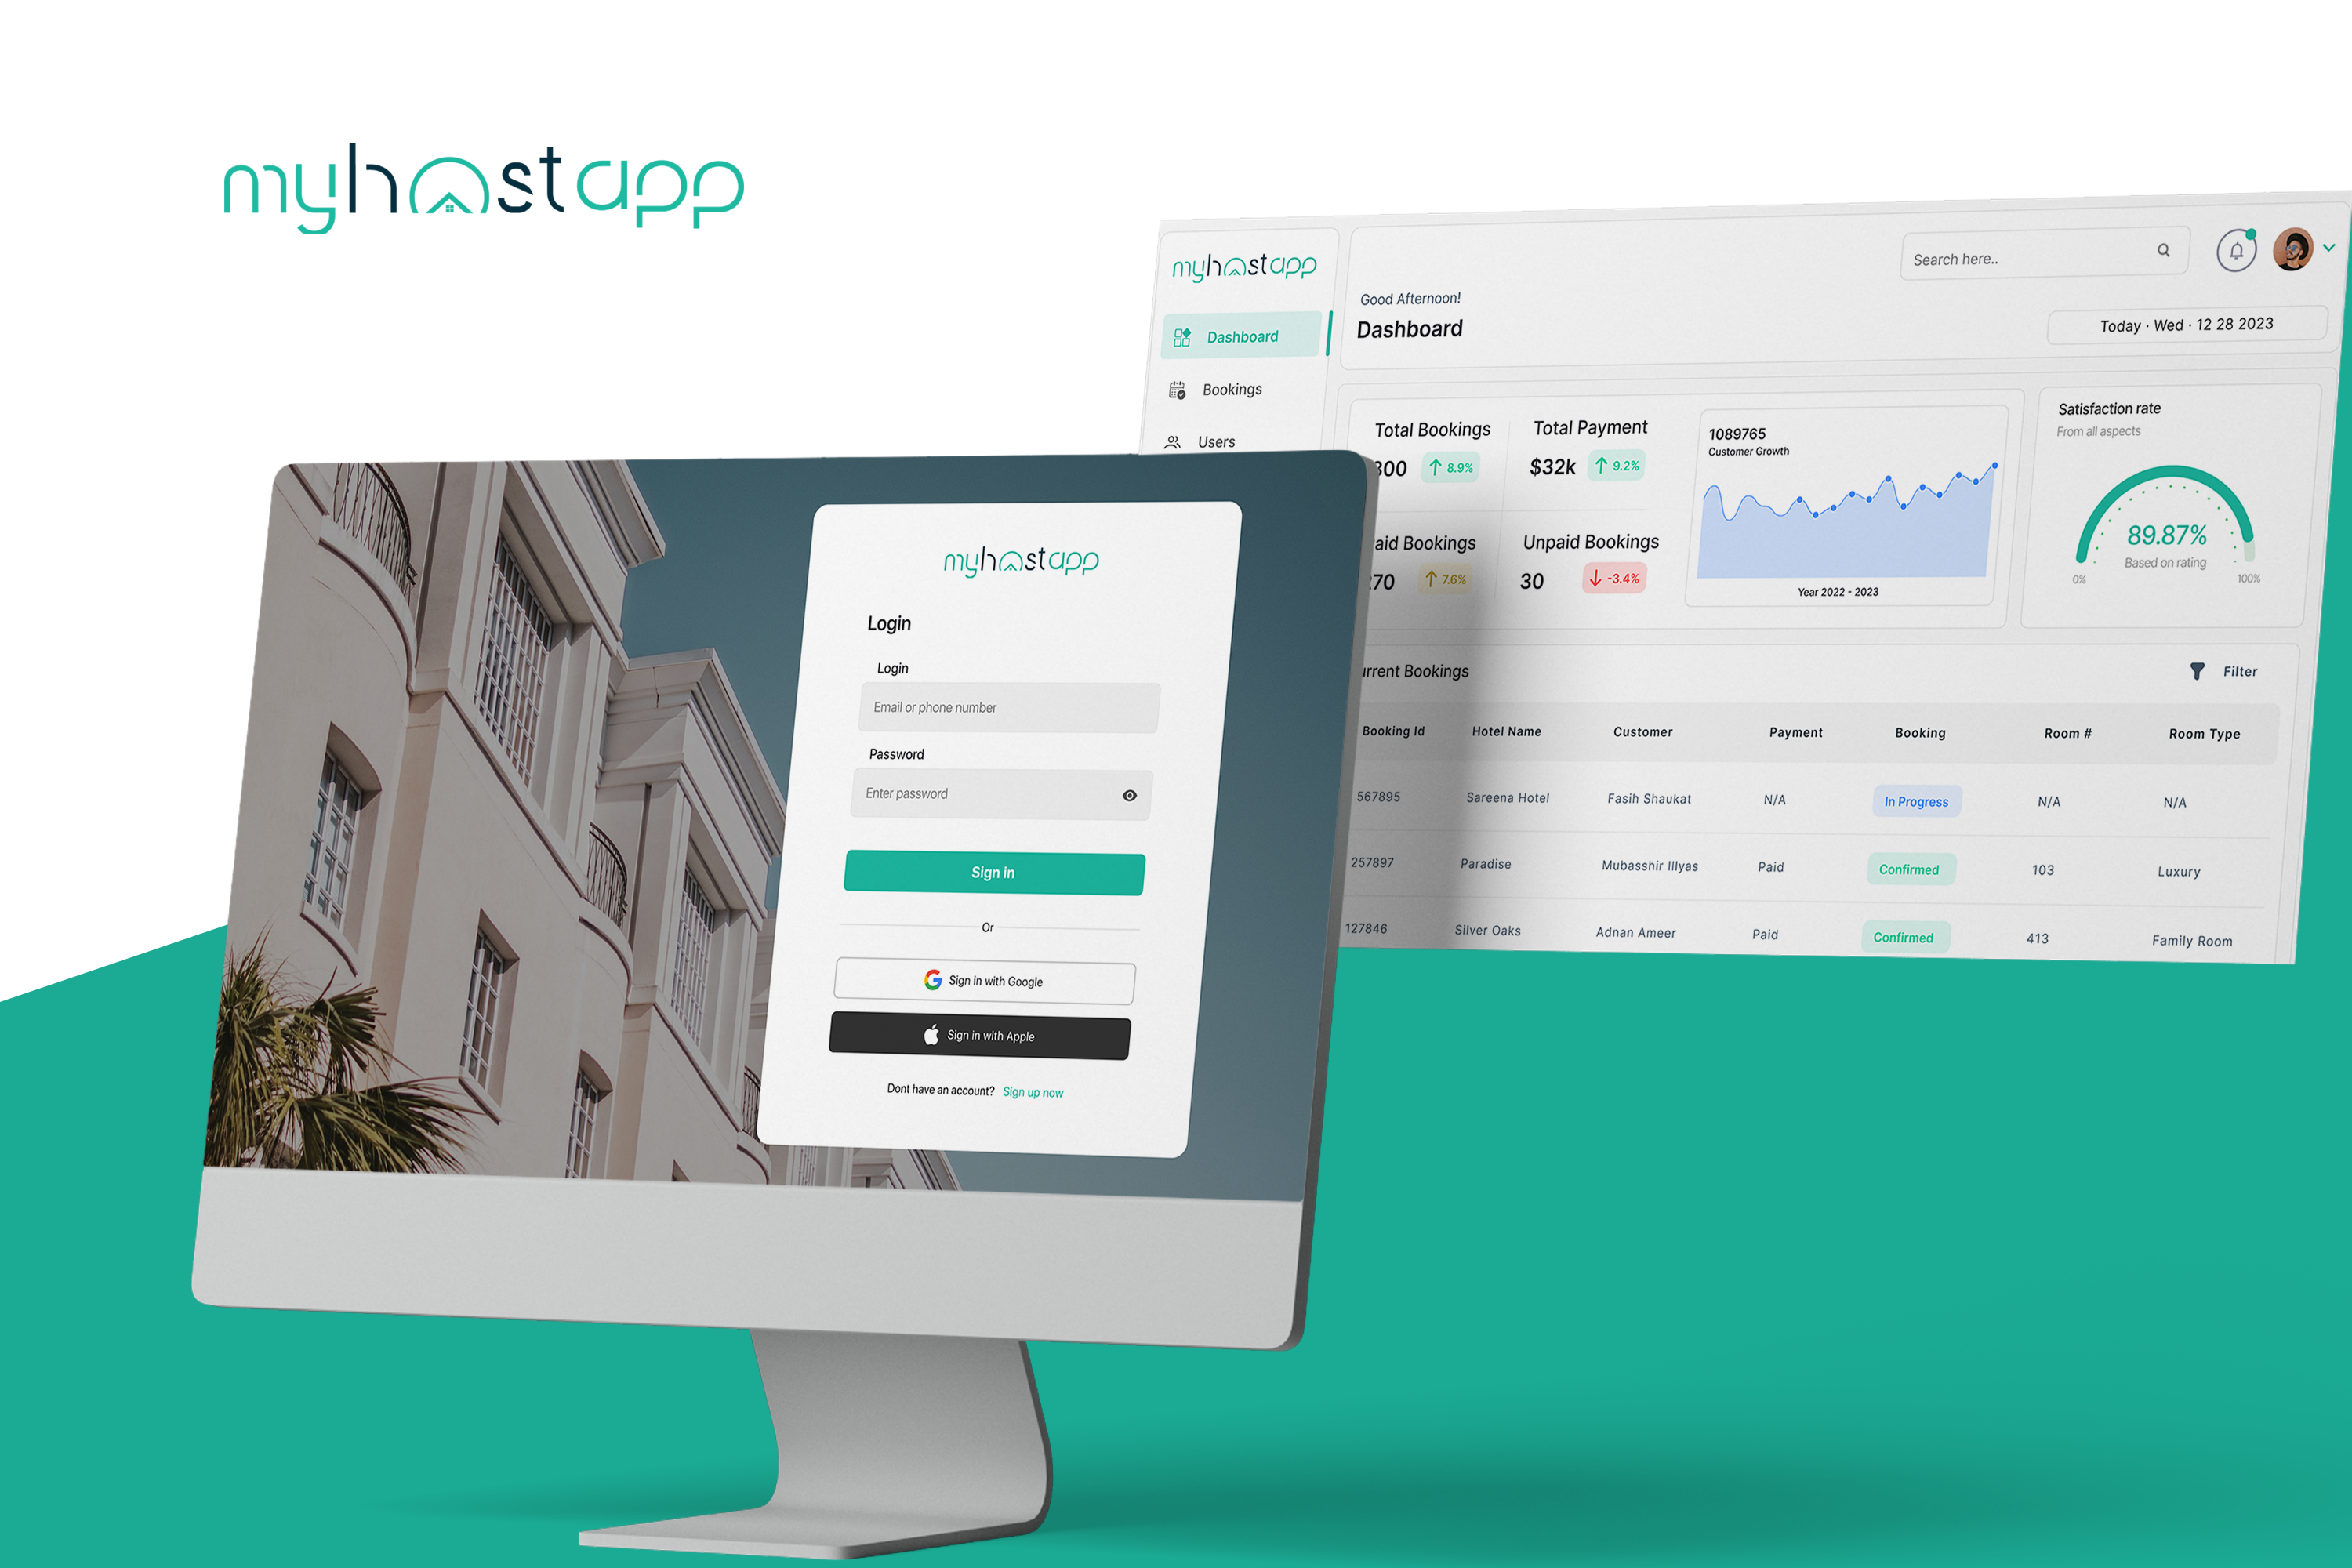 myhostapp
myhostapp
Search here..
Good Afternoon!
Dashboard
Today · Wed · 12 28 2023
Dashboard
Bookings
Users
Total Bookings
300
8.9%
Total Payment
$32k
9.2%
Paid Bookings
70
7.6%
Unpaid Bookings
30
-3.4%
1089765
Customer Growth
Year 2022 - 2023
Satisfaction rate
From all aspects
89.87%
Based on rating
0%
100%
Current Bookings
Filter
Booking Id Hotel Name Customer Payment Booking Room # Room Type
567895 Sareena Hotel Fasih Shaukat N/A In Progress N/A N/A
257897 Paradise Mubasshir Illyas Paid Confirmed 103 Luxury
127846 Silver Oaks Adnan Ameer Paid Confirmed 413 Family Room
myhostapp
Login
Login
Email or phone number
Password
Enter password
Sign in
Or
Sign in with Google
Sign in with Apple
Dont have an account? Sign up now